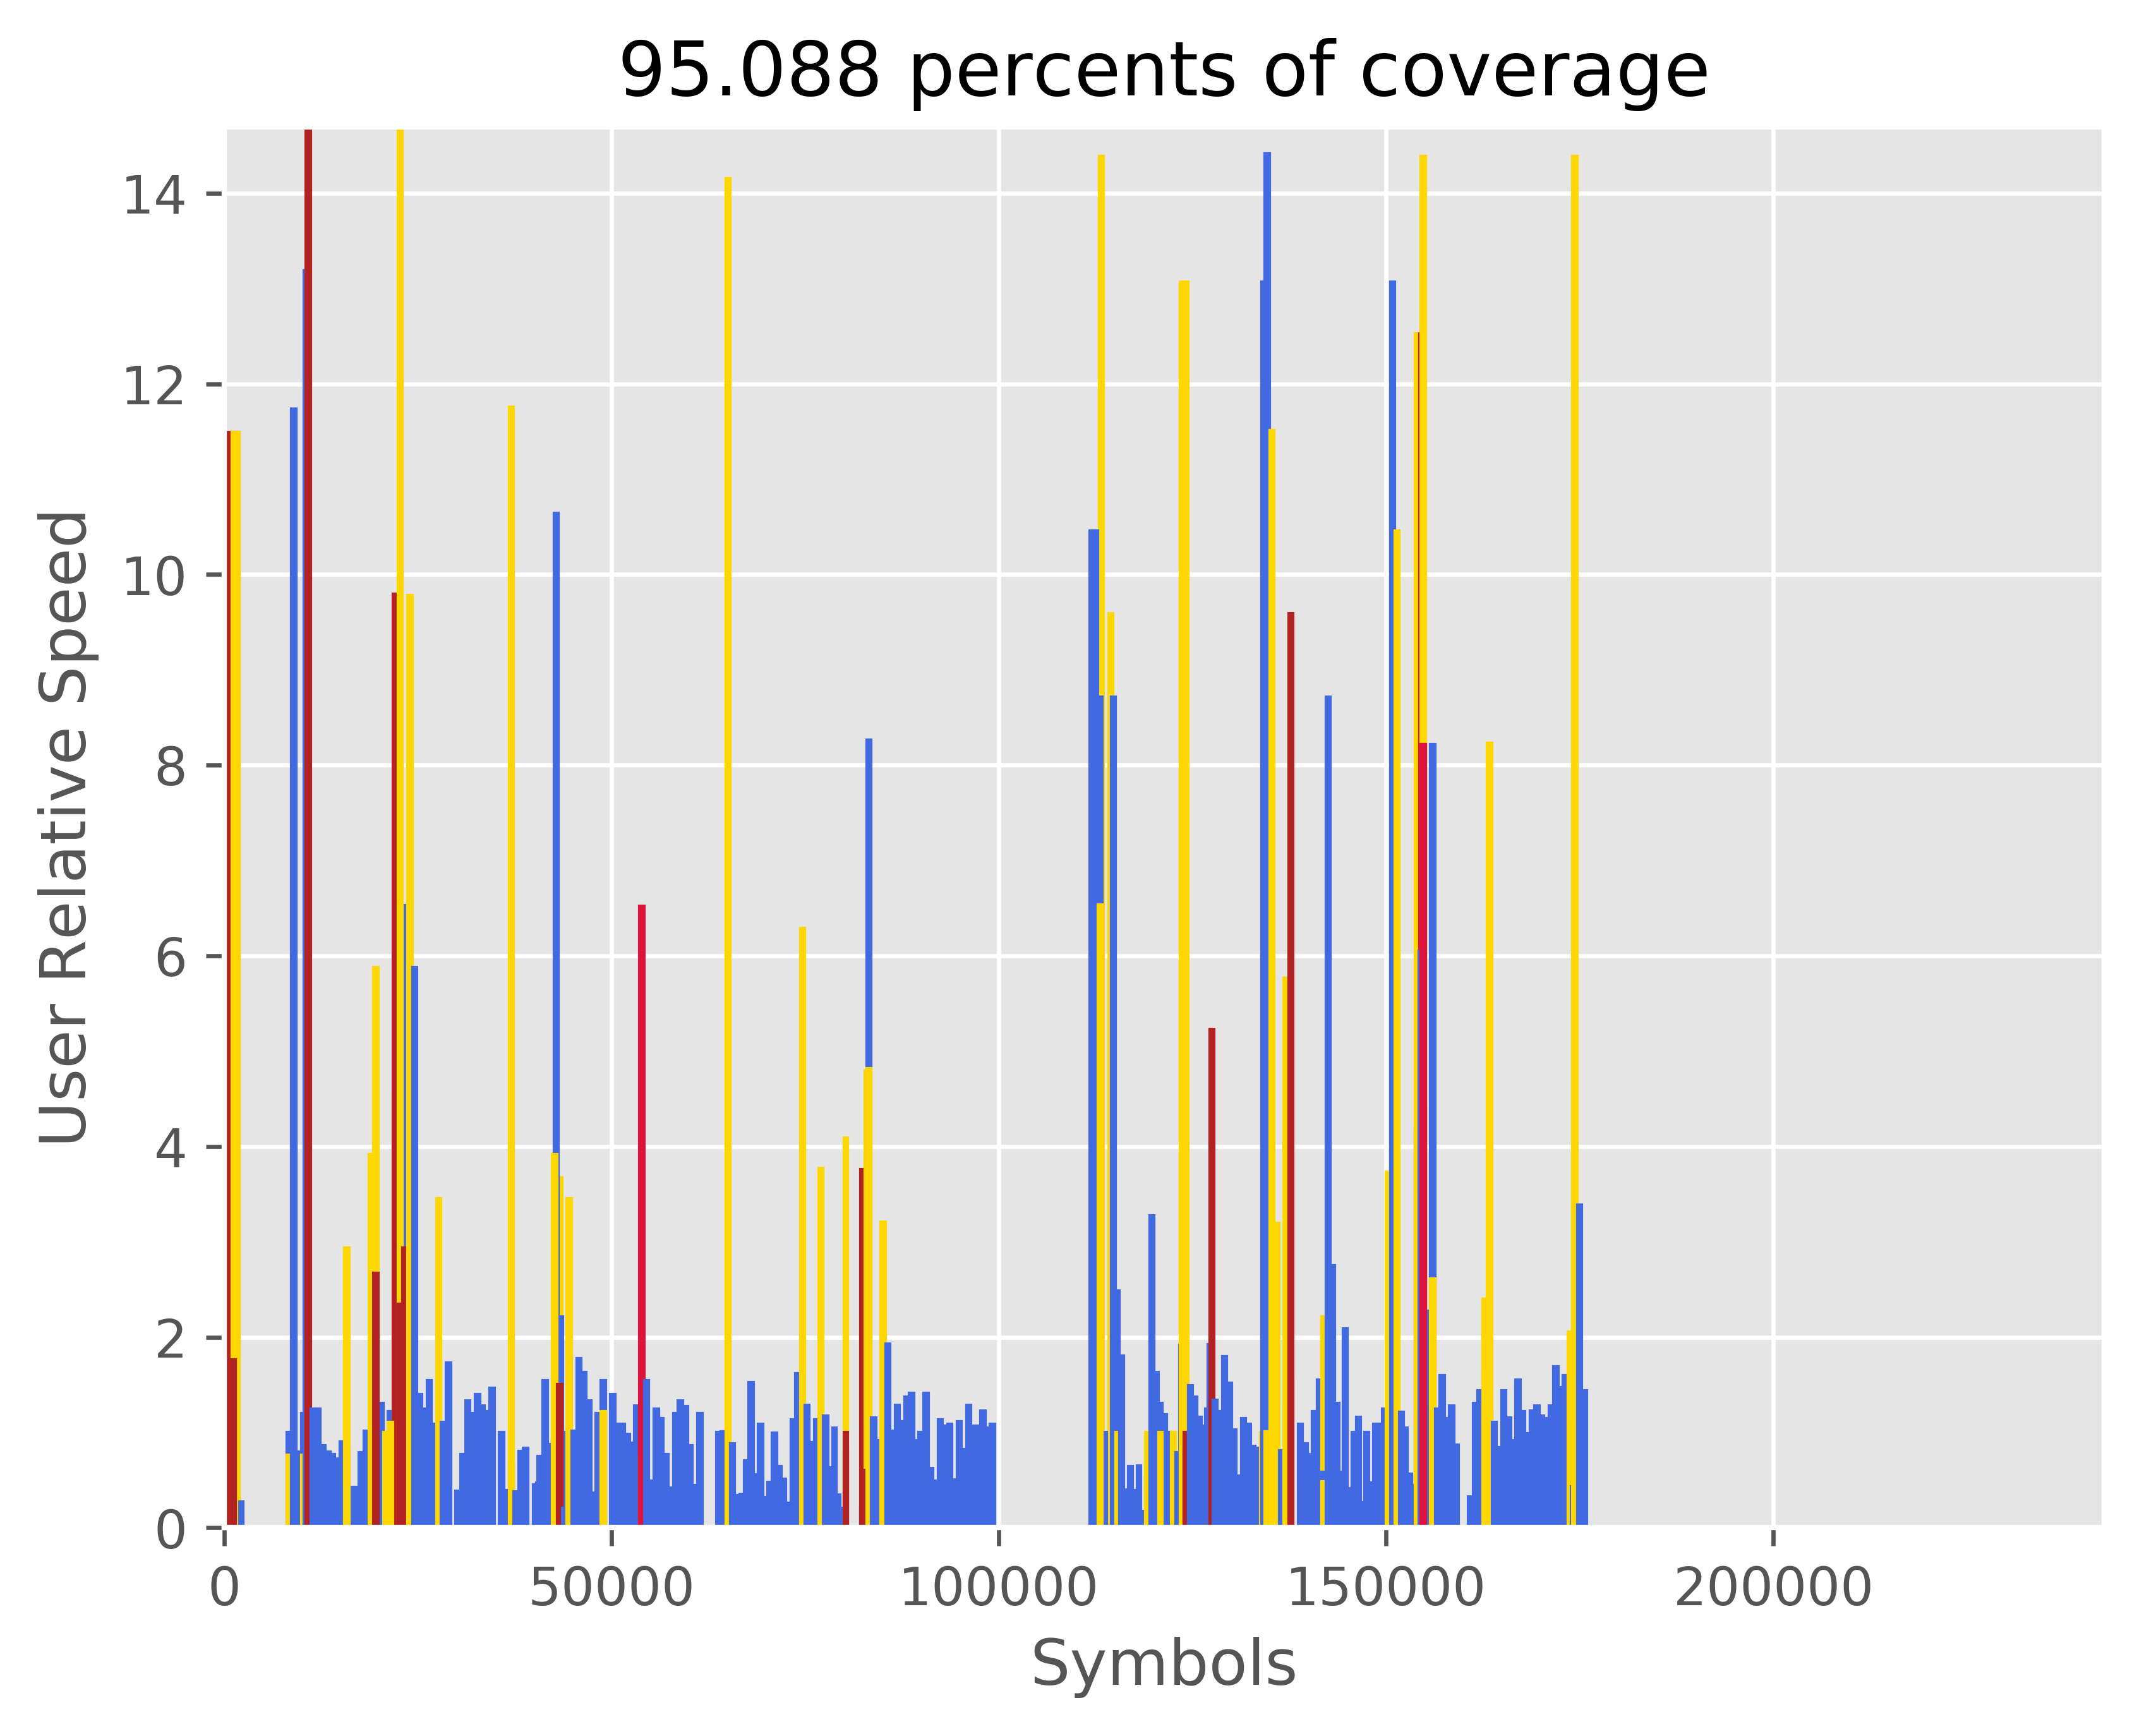 95.088 percents of coverage
14
12
10
8
6
4
2
0
User Relative Speed
0 50000 100000 150000 200000
Symbols